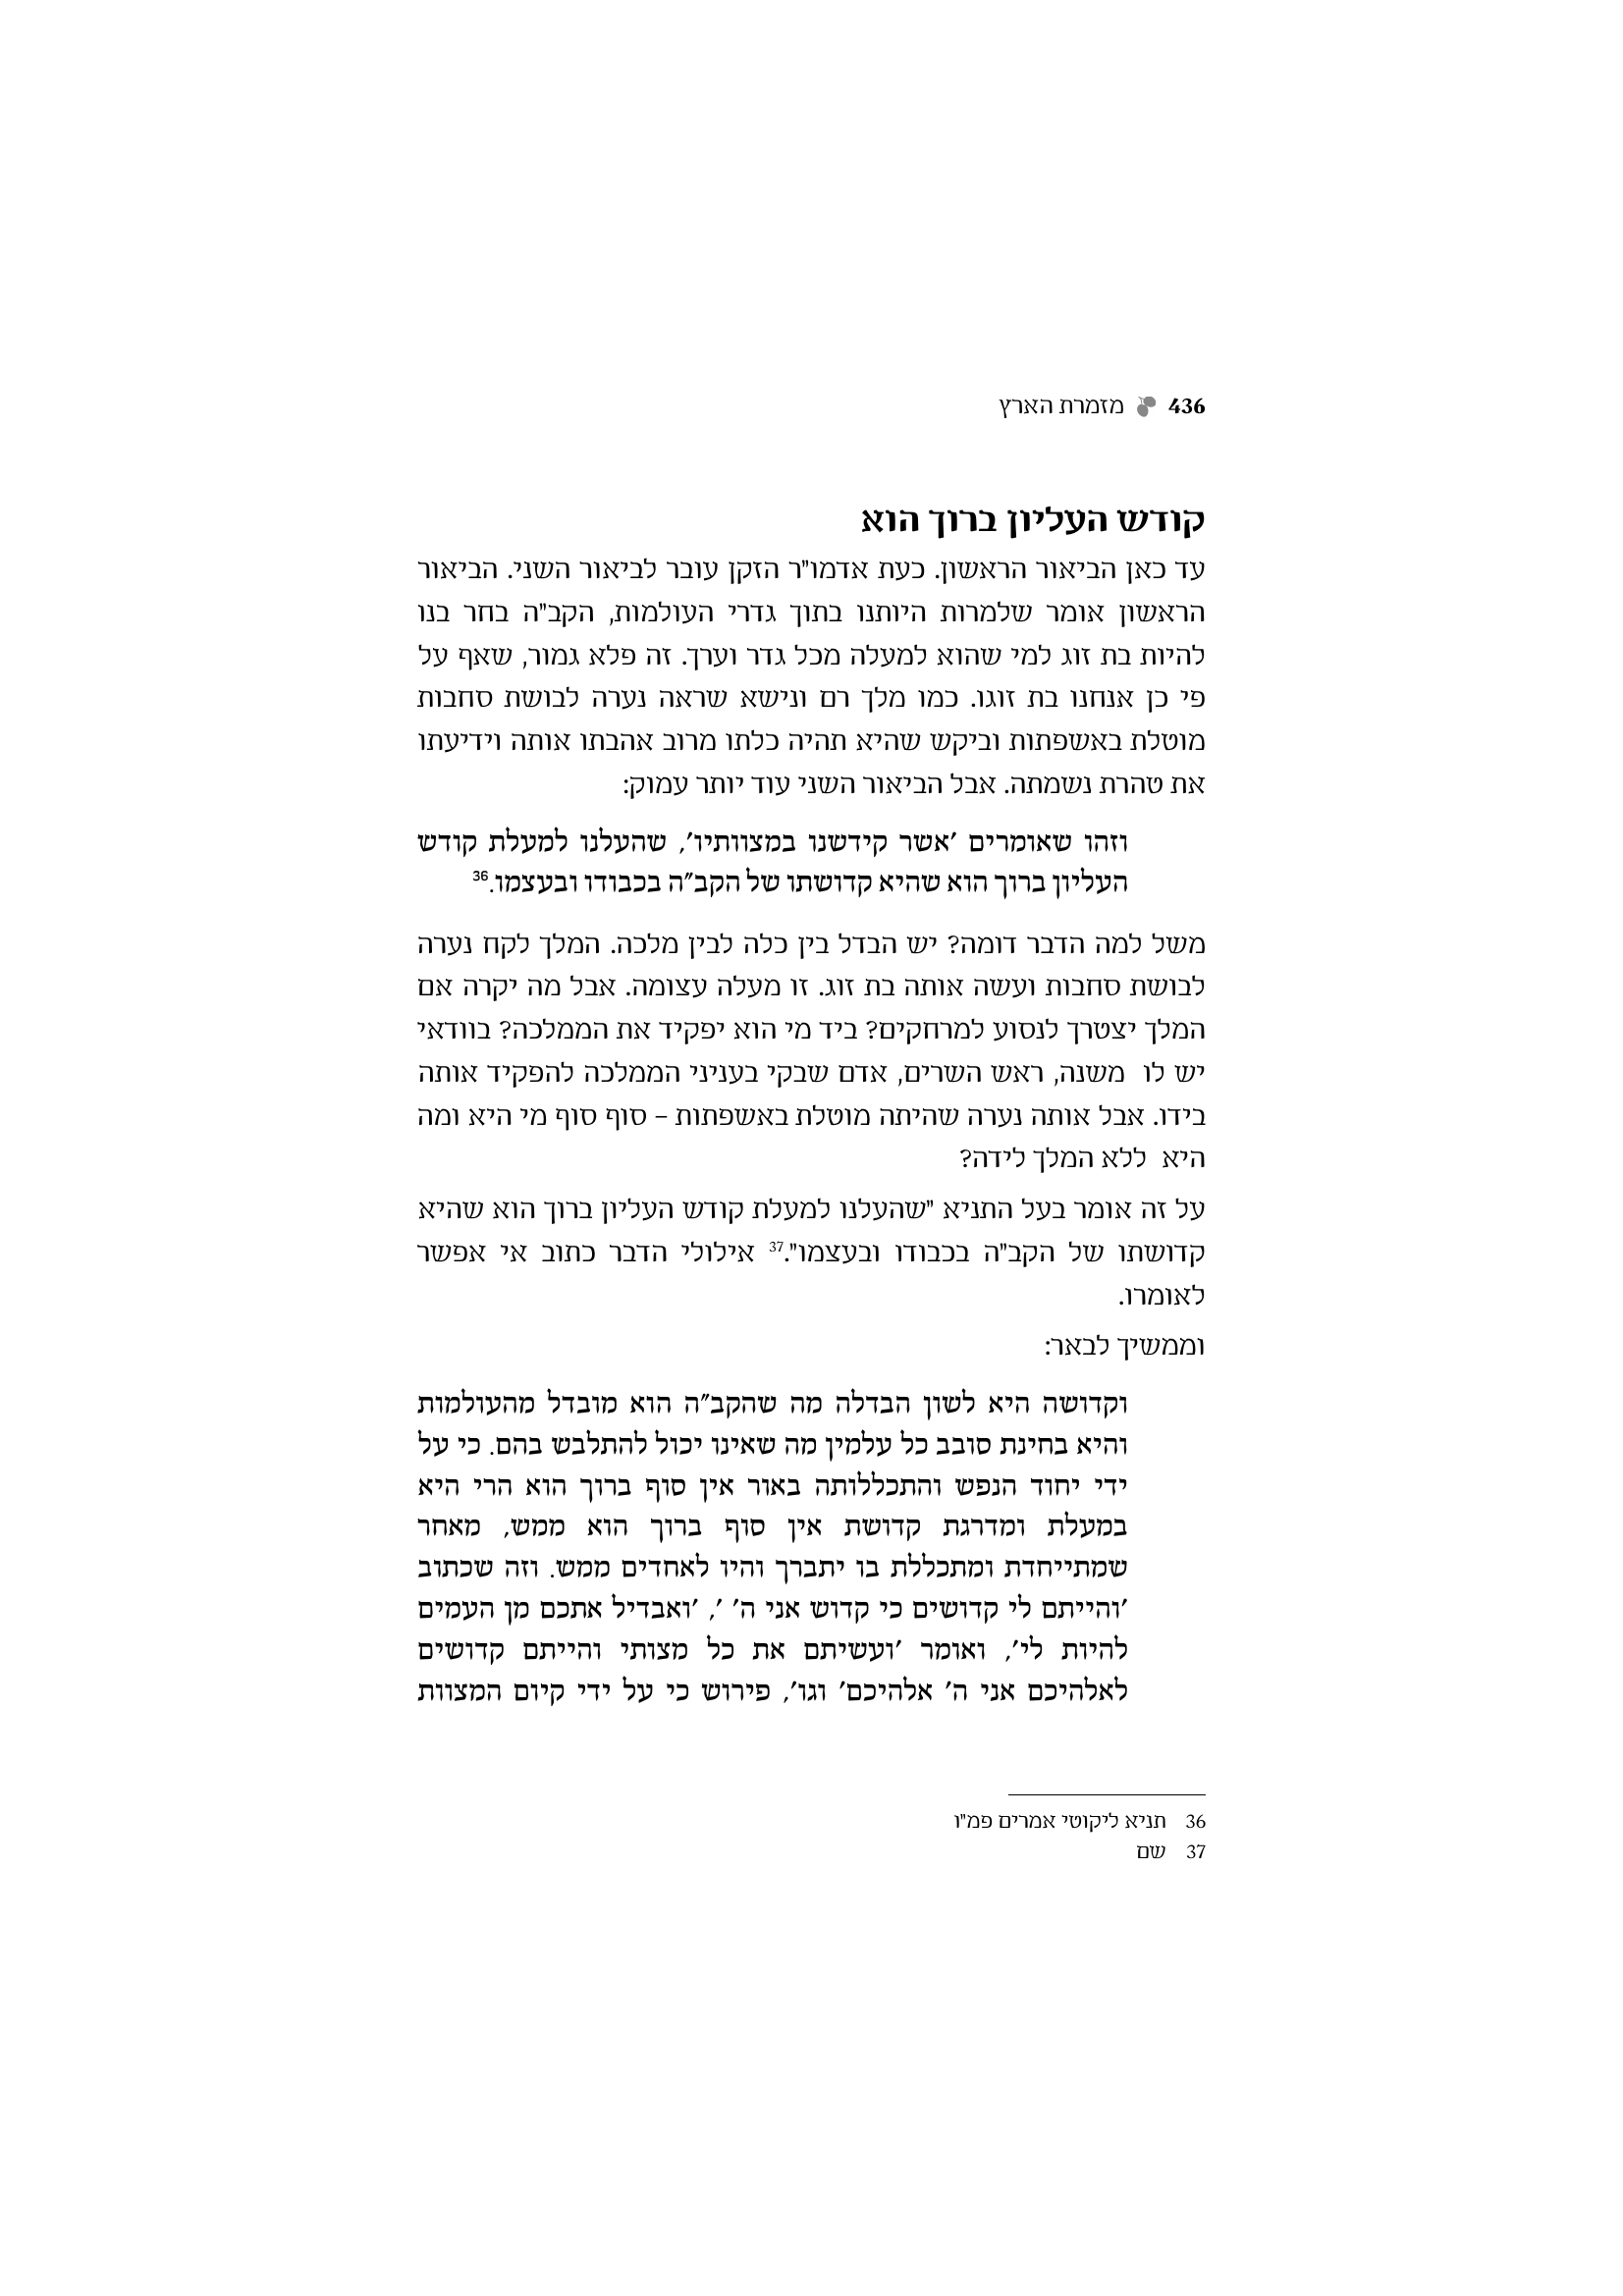 436 מזמרת הארץ
קודש העליון ברוך הוא
עד כאן הביאור הראשון. כעת אדמו"ר הזקן עובר לביאור השני. הביאור
הראשון אומר שלמרות היותנו בתוך גדרי העולמות, הקב"ה בחר בנו
להיות בת זוג למי שהוא למעלה מכל גדר וערך. זה פלא גמור, שאף על
פי כן אנחנו בת זוגו. כמו מלך רם ונישא שראה נערה לבושת סחבות
מוטלת באשפתות וביקש שהיא תהיה כלתו מרוב אהבתו אותה וידיעתו
את טהרת נשמתה. אבל הביאור השני עוד יותר עמוק:
וזהו שאומרים 'אשר קידשנו במצוותיו', שהעלנו למעלת קודש
העליון ברוך הוא שהיא קדושתו של הקב"ה בכבודו ובעצמו.36
משל למה הדבר דומה? יש הבדל בין כלה לבין מלכה. המלך לקח נערה
לבושת סחבות ועשה אותה בת זוג. זו מעלה עצומה. אבל מה יקרה אם
המלך יצטרך לנסוע למרחקים? ביד מי הוא יפקיד את הממלכה? בוודאי
יש לו משנה, ראש השרים, אדם שבקי בעניני הממלכה להפקיד אותה
בידו. אבל אותה נערה שהיתה מוטלת באשפתות – סוף סוף מי היא ומה
היא ללא המלך לידה?
על זה אומר בעל התניא "שהעלנו למעלת קודש העליון ברוך הוא שהיא
קדושתו של הקב"ה בכבודו ובעצמו".37 אילולי הדבר כתוב אי אפשר
לאומרו.
וממשיך לבאר:
וקדושה היא לשון הבדלה מה שהקב"ה הוא מובדל מהעולמות
והיא בחינת סובב כל עלמין מה שאינו יכול להתלבש בהם. כי על
ידי יחוד הנפש והתכללותה באור אין סוף ברוך הוא הרי היא
במעלת ומדרגת קדושת אין סוף ברוך הוא ממש, מאחר
שמתייחדת ומתכללת בו יתברך והיו לאחדים ממש. וזה שכתוב
'והייתם לי קדושים כי קדוש אני ה' ', 'ואבדיל אתכם מן העמים
להיות לי', ואומר 'ועשיתם את כל מצותי והייתם קדושים
לאלהיכם אני ה' אלהיכם' וגו', פירוש כי על ידי קיום המצוות
36 תניא ליקוטי אמרים פמ"ו
37 שם